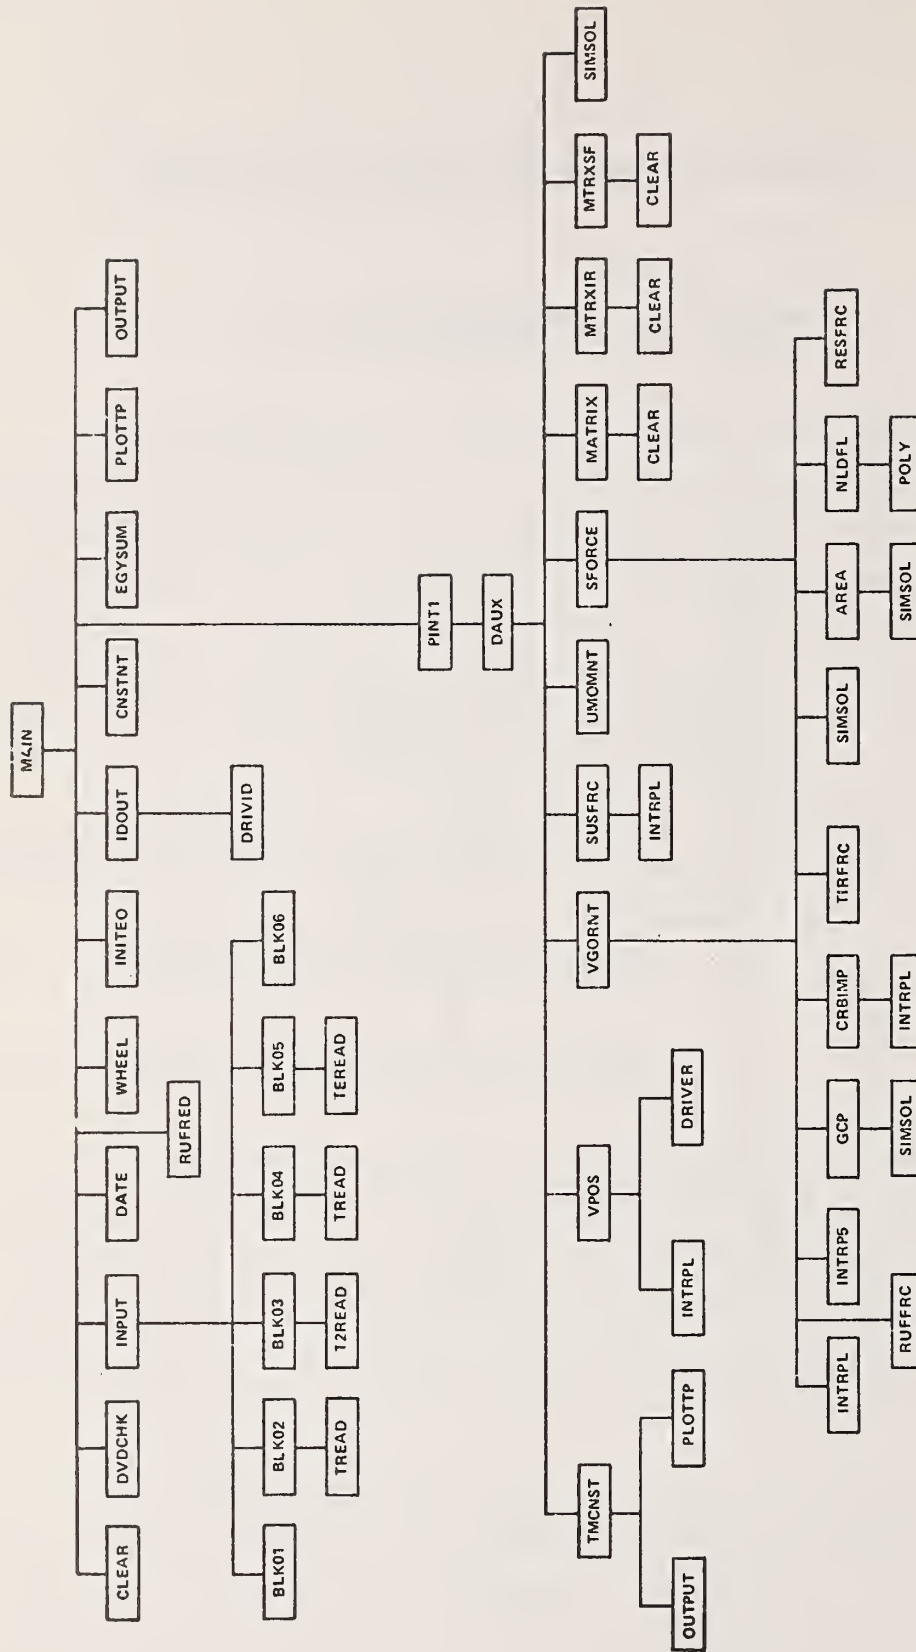 MAIN
CLEAR
DVDCHK
INPUT
DATE
RUFRED
WHEEL
INITEO
IDOUT
CNSTNT
EGYSUM
PLOTTP
OUTPUT
DRIVID
BLK01
BLK02
BLK03
BLK04
BLK05
BLK06
TREAD
T2READ
TREAD
TEREAD
PINT1
DAUX
TMCNST
VPOS
VGORNT
SUSFRC
UMOMNT
SFORCE
MATRIX
MTRXIR
MTRXSF
SIMSOL
OUTPUT
PLOTTP
INTRPL
DRIVER
INTRPL
CLEAR
CLEAR
CLEAR
INTRPL
RUFFRC
INTRP5
GCP
CRBIMP
TIRFRC
SIMSOL
AREA
NLDFL
RESFRC
SIMSOL
INTRPL
SIMSOL
POLY